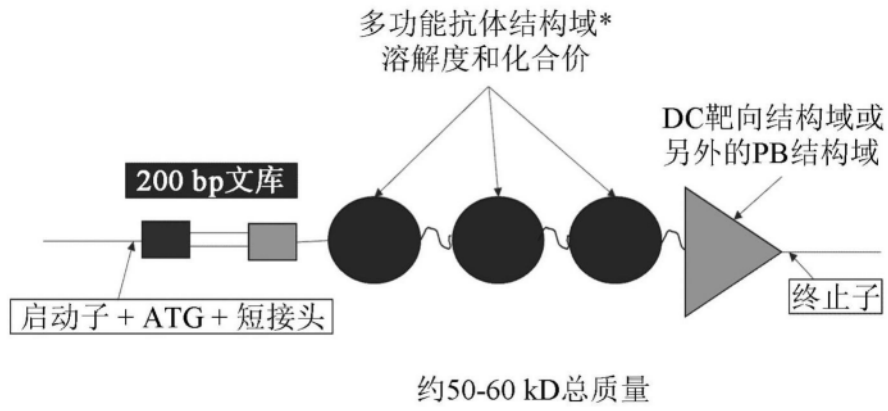 多功能抗体结构域*
溶解度和化合价
DC靶向结构域或
另外的PB结构域
200 bp文库
启动子 + ATG + 短接头
终止子
约50-60 kD总质量